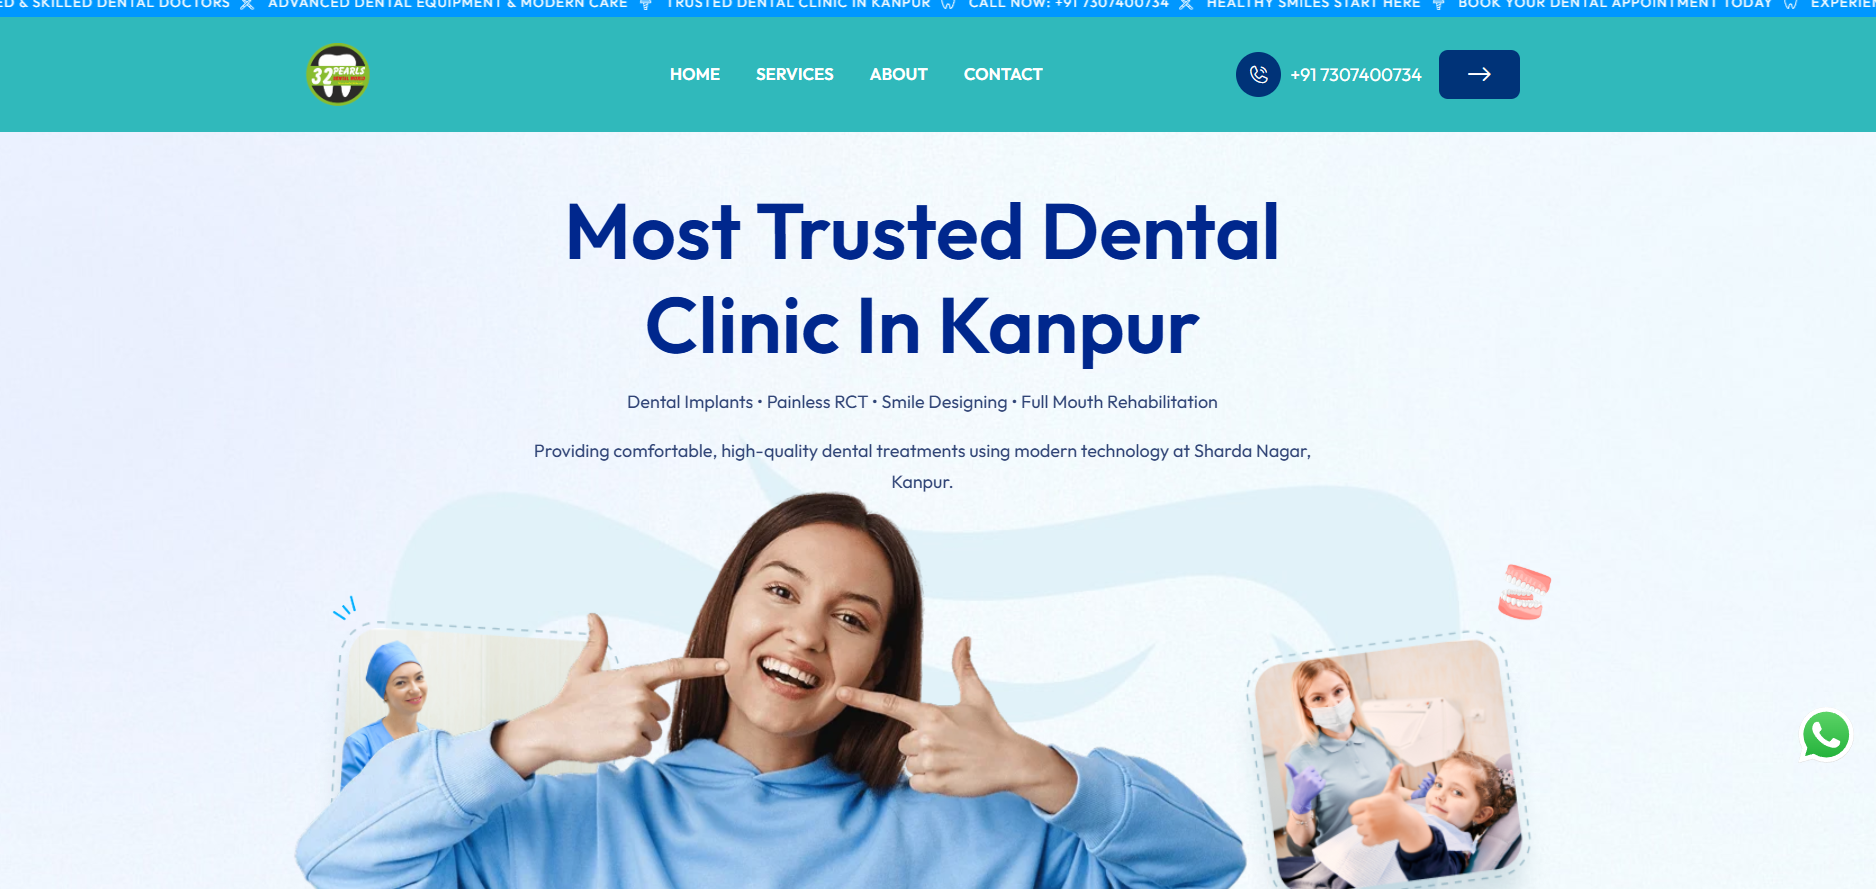 & SKILLED DENTAL DOCTORS ADVANCED DENTAL EQUIPMENT & MODERN CARE TRUSTED DENTAL CLINIC IN KANPUR CALL NOW: +91 7307400734 HEALTHY SMILES START HERE BOOK YOUR DENTAL APPOINTMENT TODAY
32 PEARLS
DENTAL WORLD
HOME SERVICES ABOUT CONTACT +91 7307400734
Most Trusted Dental
Clinic In Kanpur
Dental Implants • Painless RCT • Smile Designing • Full Mouth Rehabilitation
Providing comfortable, high-quality dental treatments using modern technology at Sharda Nagar,
Kanpur.